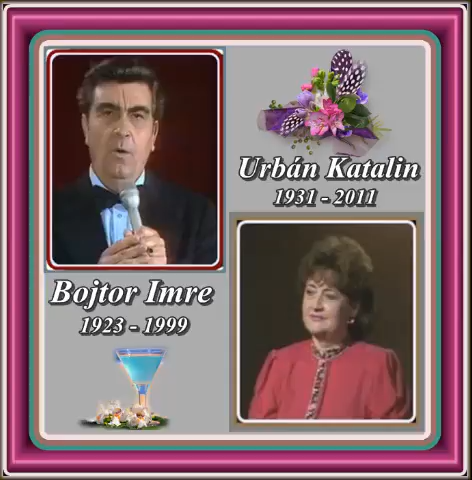 Urbán Katalin
1931 - 2011
Bojtor Imre
1923 - 1999